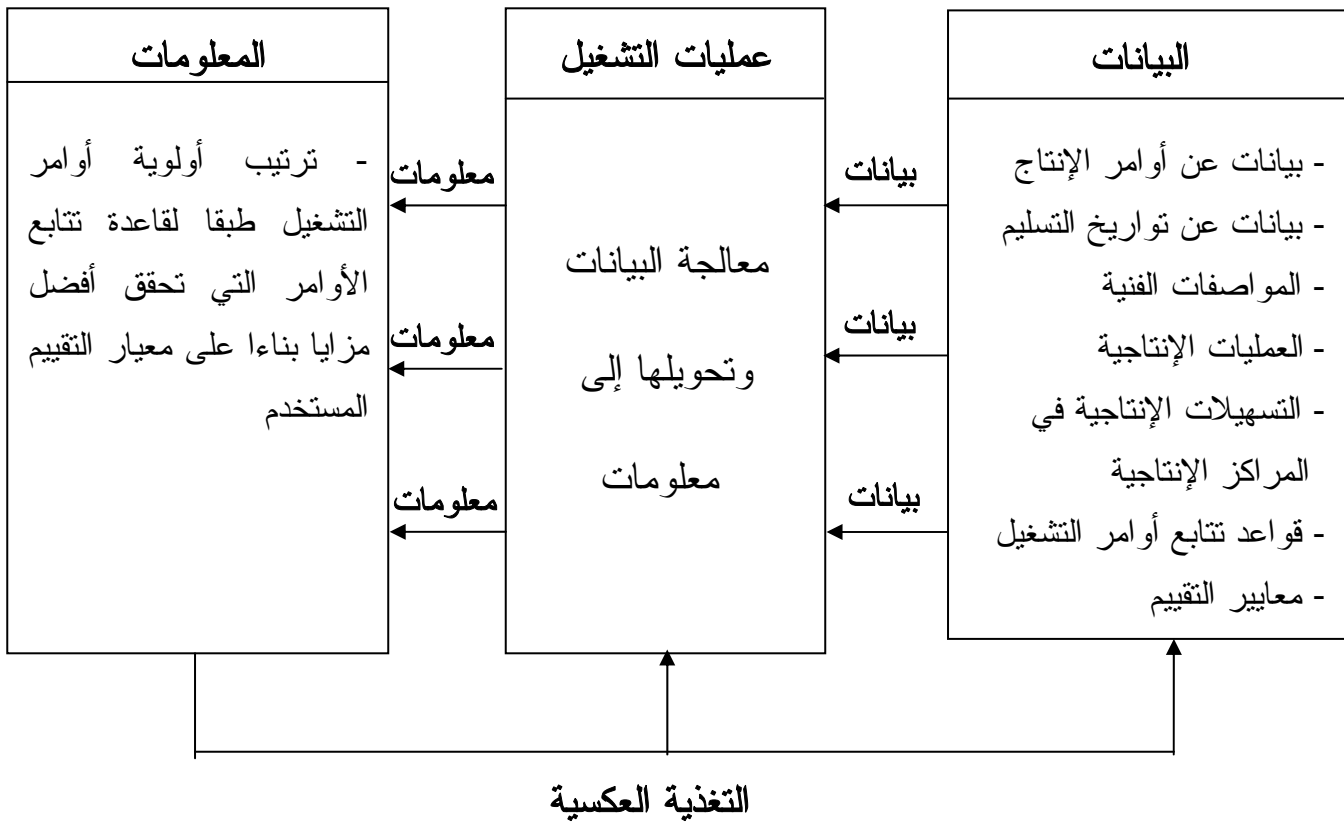 البيانات
- بيانات عن أوامر الإنتاج
- بيانات عن تواريخ التسليم
- المواصفات الفنية
- العمليات الإنتاجية
- التسهيلات الإنتاجية في
المراكز الإنتاجية
- قواعد تتابع أوامر التشغيل
- معايير التقييم
بيانات
بيانات
بيانات
عمليات التشغيل
معالجة البيانات
وتحويلها إلى
معلومات
معلومات
معلومات
معلومات
المعلومات
- ترتيب أولوية أوامر
التشغيل طبقا لقاعدة تتابع
الأوامر التي تحقق أفضل
مزايا بناءا على معيار التقييم
المستخدم
التغذية العكسية